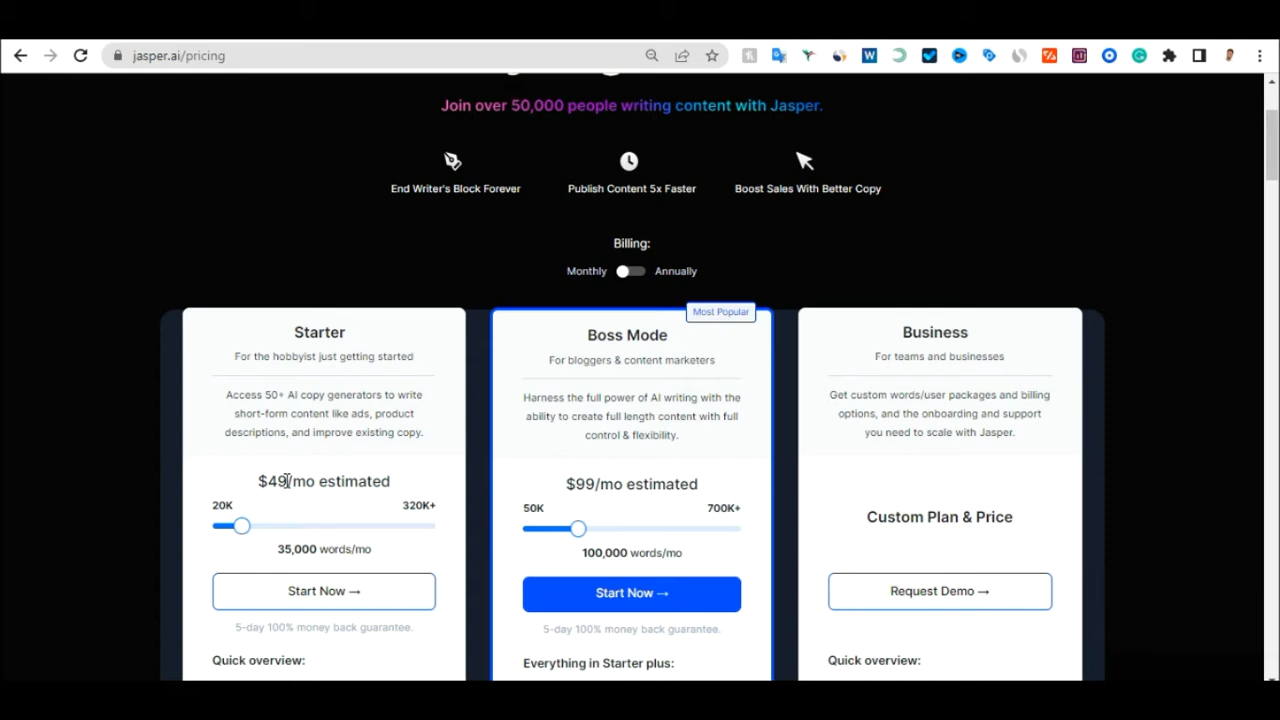 jasper.ai/pricing
Join over 50,000 people writing content with Jasper.
End Writer's Block Forever
Publish Content 5x Faster
Boost Sales With Better Copy
Billing:
Monthly
Annually
Starter
For the hobbyist just getting started
Access 50+ AI copy generators to write
short-form content like ads, product
descriptions, and improve existing copy.
$49/mo estimated
20K
320K+
35,000 words/mo
Start Now →
5-day 100% money back guarantee.
Quick overview:
Most Popular
Boss Mode
For bloggers & content marketers
Harness the full power of AI writing with the
ability to create full length content with full
control & flexibility.
$99/mo estimated
50K
700K+
100,000 words/mo
Start Now →
5-day 100% money back guarantee.
Everything in Starter plus:
Business
For teams and businesses
Get custom words/user packages and billing
options, and the onboarding and support
you need to scale with Jasper.
Custom Plan & Price
Request Demo →
Quick overview: